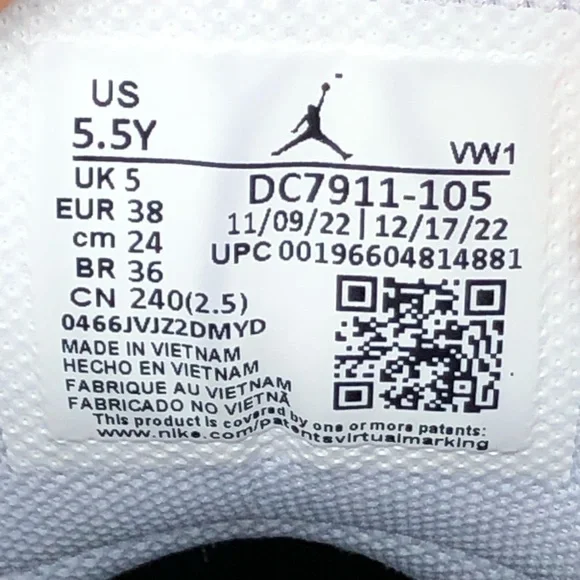 US
5.5Y
VW1
UK 5
DC7911-105
EUR 38
11/09/22 | 12/17/22
cm 24
UPC 00196604814881
BR 36
CN 240(2.5)
0466JVJZ2DMYD
MADE IN VIETNAM
HECHO EN VIETNAM
FABRIQUE AU VIETNAM
FABRICADO NO VIETNÃ
This product is covered by one or more patents:
www.nike.com/patentsvirtualmarking